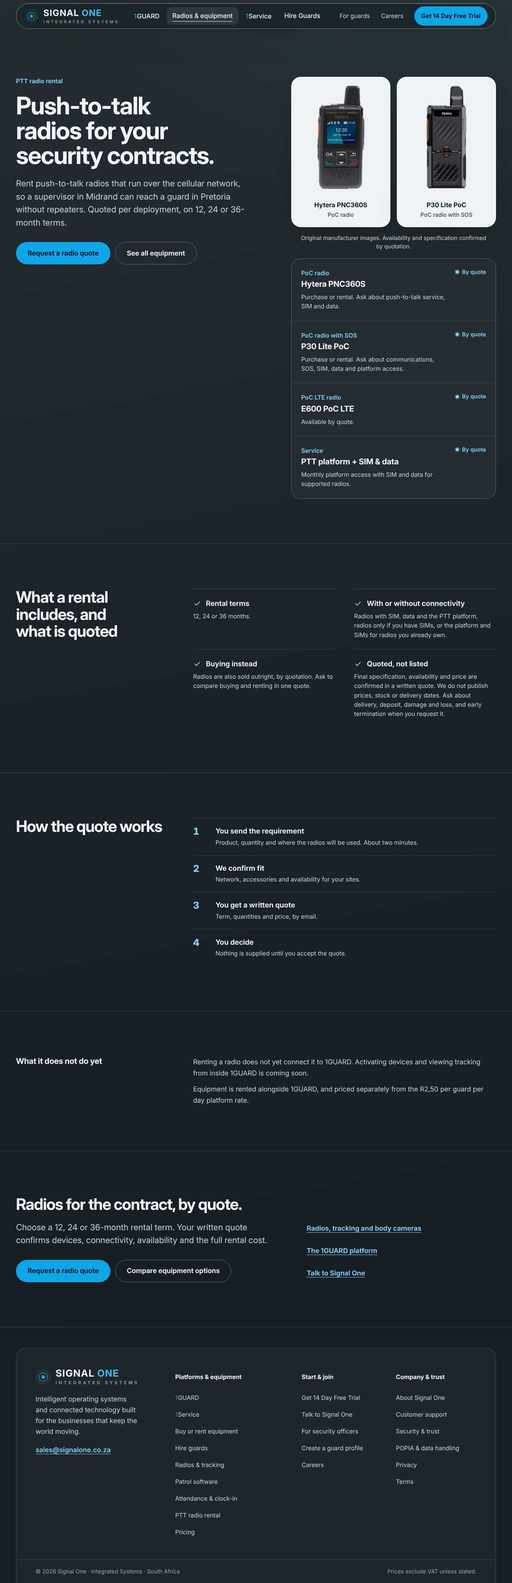 SIGNAL ONE
INTEGRATED SYSTEMS
1GUARD
Radios & equipment
1Service
Hire Guards
For guards
Careers
Get 14 Day Free Trial
PTT radio rental
Push-to-talk
radios for your
security contracts.
Rent push-to-talk radios that run over the cellular network,
so a supervisor in Midrand can reach a guard in Pretoria
without repeaters. Quoted per deployment, on 12, 24 or 36-
month terms.
Request a radio quote
See all equipment
Hytera PNC360S
PoC radio
P30 Lite PoC
PoC radio with SOS
Original manufacturer images. Availability and specification confirmed
by quotation.
PoC radio
By quote
Hytera PNC360S
Purchase or rental. Ask about push-to-talk service,
SIM and data.
PoC radio with SOS
By quote
P30 Lite PoC
Purchase or rental. Ask about communications,
SOS, SIM, data and platform access.
PoC LTE radio
By quote
E600 PoC LTE
Available by quote.
Service
By quote
PTT platform + SIM & data
Monthly platform access with SIM and data for
supported radios.
What a rental
includes, and
what is quoted
Rental terms
12, 24 or 36 months.
With or without connectivity
Radios with SIM, data and the PTT platform,
radios only if you have SIMs, or the platform and
SIMs for radios you already own.
Buying instead
Radios are also sold outright, by quotation. Ask to
compare buying and renting in one quote.
Quoted, not listed
Final specification, availability and price are
confirmed in a written quote. We do not publish
prices, stock or delivery dates. Ask about
delivery, deposit, damage and loss, and early
termination when you request it.
How the quote works
1
You send the requirement
Product, quantity and where the radios will be used. About two minutes.
2
We confirm fit
Network, accessories and availability for your sites.
3
You get a written quote
Term, quantities and price, by email.
4
You decide
Nothing is supplied until you accept the quote.
What it does not do yet
Renting a radio does not yet connect it to 1GUARD. Activating devices and viewing tracking
from inside 1GUARD is coming soon.
Equipment is rented alongside 1GUARD, and priced separately from the R2,50 per guard per
day platform rate.
Radios for the contract, by quote.
Choose a 12, 24 or 36-month rental term. Your written quote
confirms devices, connectivity, availability and the full rental cost.
Request a radio quote
Compare equipment options
Radios, tracking and body cameras
The 1GUARD platform
Talk to Signal One
SIGNAL ONE
INTEGRATED SYSTEMS
Intelligent operating systems
and connected technology built
for the businesses that keep the
world moving.
sales@signalone.co.za
Platforms & equipment
1GUARD
1Service
Buy or rent equipment
Hire guards
Radios & tracking
Patrol software
Attendance & clock-in
PTT radio rental
Pricing
Start & join
Get 14 Day Free Trial
Talk to Signal One
For security officers
Create a guard profile
Careers
Company & trust
About Signal One
Customer support
Security & trust
POPIA & data handling
Privacy
Terms
© 2026 Signal One · Integrated Systems · South Africa
Prices exclude VAT unless stated.